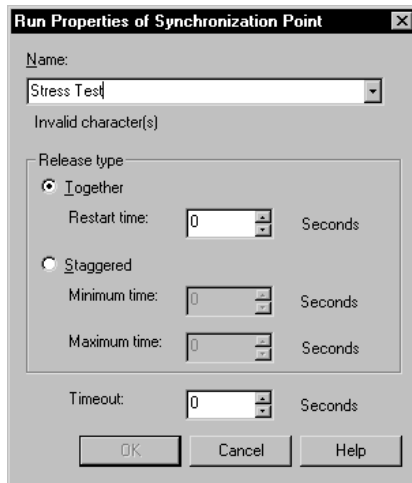 Run Properties of Synchronization Point
Name:
Stress Test
Invalid character(s)
Release type
Together
Restart time: 0 Seconds
Staggered
Minimum time: 0 Seconds
Maximum time: 0 Seconds
Timeout: 0 Seconds
OK Cancel Help